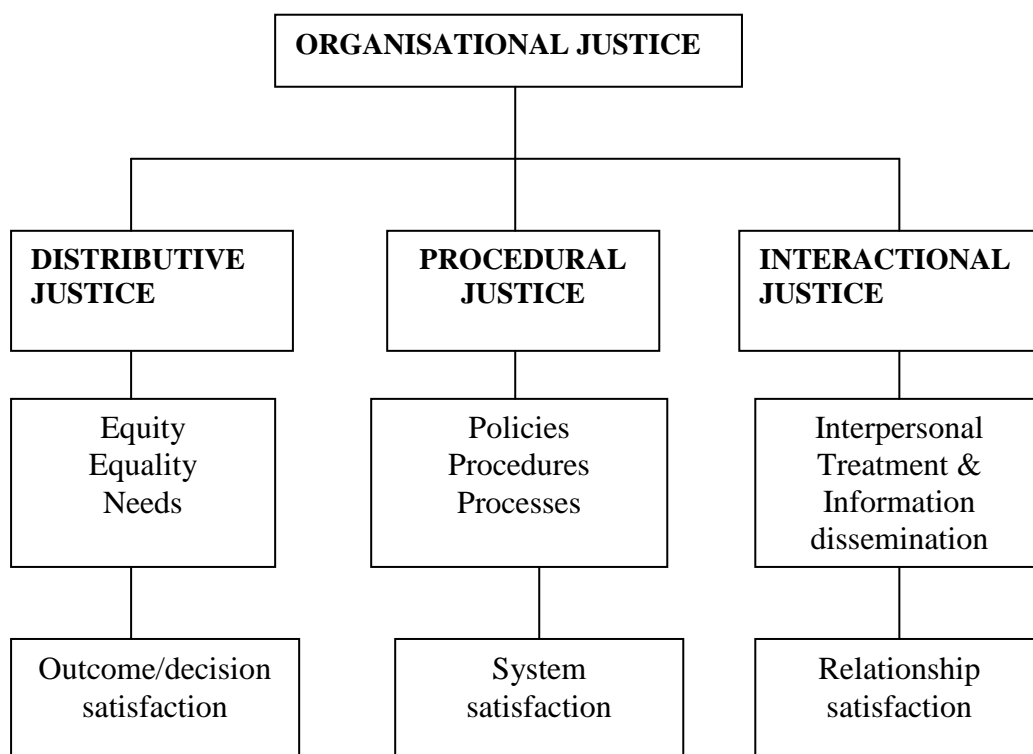 ORGANISATIONAL JUSTICE
DISTRIBUTIVE
JUSTICE
PROCEDURAL
JUSTICE
INTERACTIONAL
JUSTICE
Equity
Equality
Needs
Policies
Procedures
Processes
Interpersonal
Treatment &
Information
dissemination
Outcome/decision
satisfaction
System
satisfaction
Relationship
satisfaction